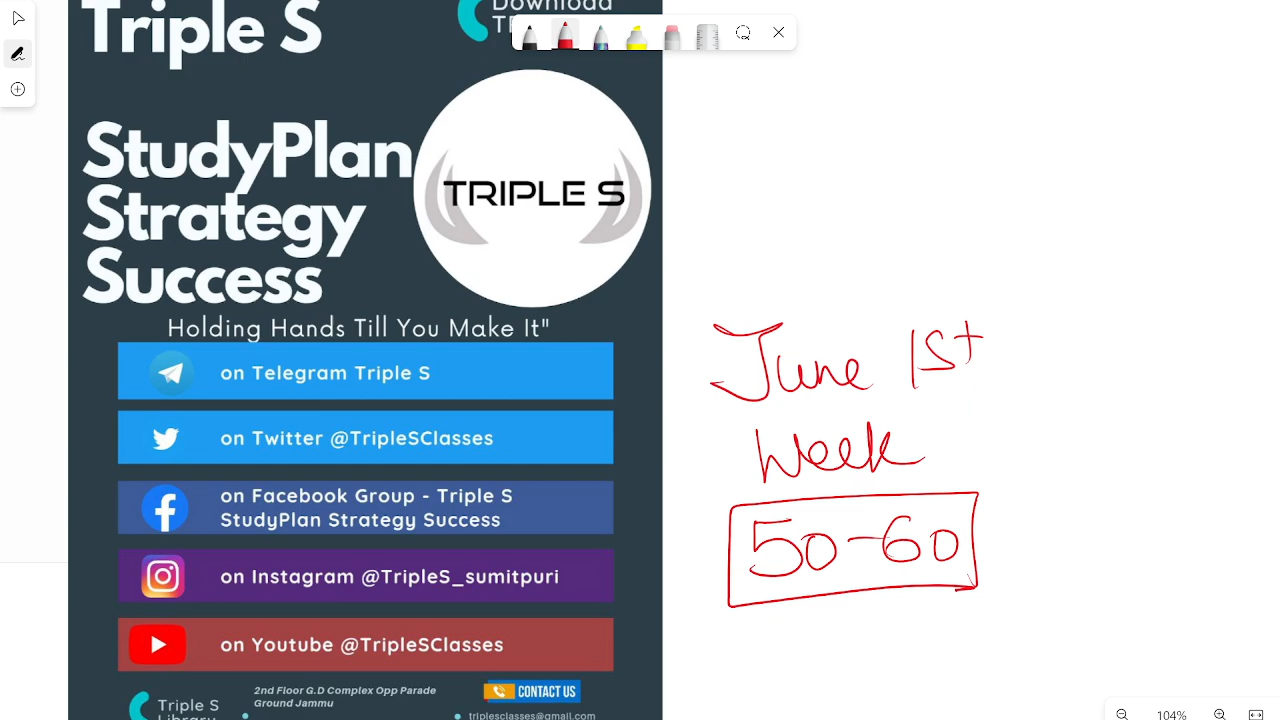 Triple S
Download
StudyPlan
Strategy
Success
TRIPLE S
Holding Hands Till You Make It"
on Telegram Triple S
on Twitter @TripleSClasses
on Facebook Group - Triple S
StudyPlan Strategy Success
on Instagram @TripleS_sumitpuri
on Youtube @TripleSClasses
Triple S
Library
2nd Floor G.D Complex Opp Parade
Ground Jammu
CONTACT US
triplesclasses@gmail.com
June 1st
Week
50-60
104%